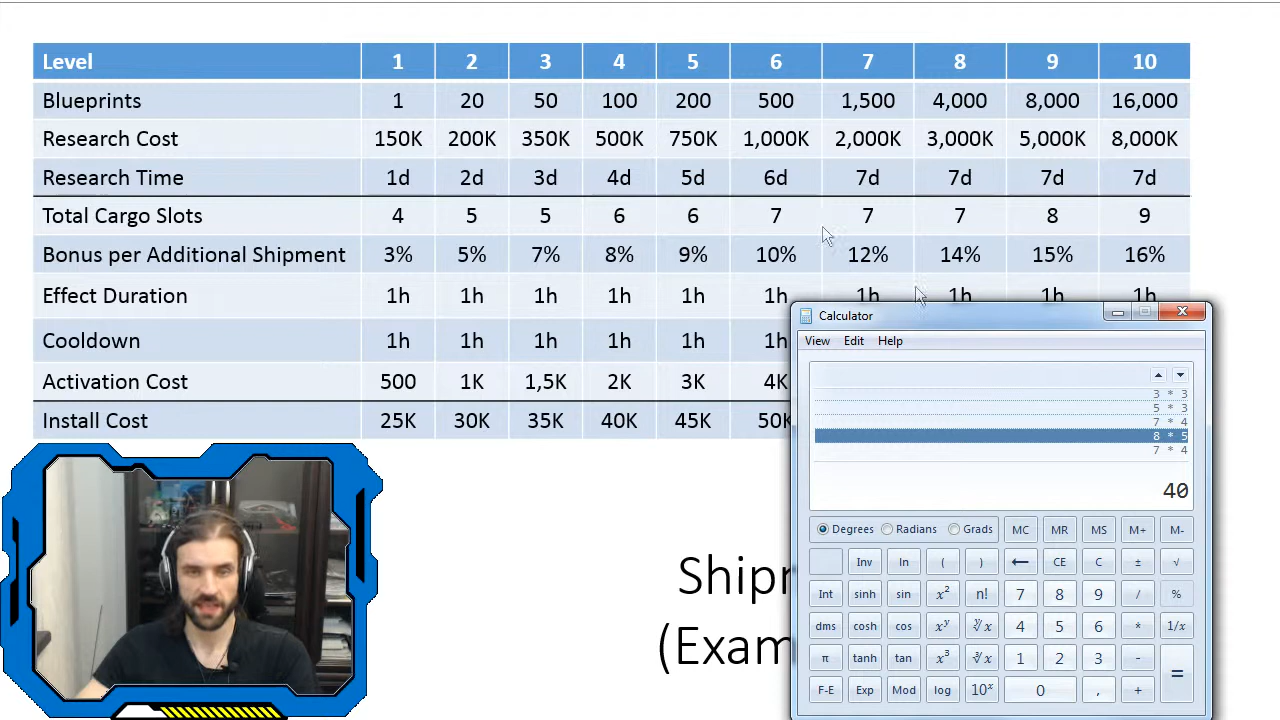 Level 1 2 3 4 5 6 7 8 9 10
Blueprints 1 20 50 100 200 500 1,500 4,000 8,000 16,000
Research Cost 150K 200K 350K 500K 750K 1,000K 2,000K 3,000K 5,000K 8,000K
Research Time 1d 2d 3d 4d 5d 6d 7d 7d 7d 7d
Total Cargo Slots 4 5 5 6 6 7 7 7 8 9
Bonus per Additional Shipment 3% 5% 7% 8% 9% 10% 12% 14% 15% 16%
Effect Duration 1h 1h 1h 1h 1h 1h 1h 1h 1h 1h
Cooldown 1h 1h 1h 1h 1h 1h
Activation Cost 500 1K 1,5K 2K 3K 4K
Install Cost 25K 30K 35K 40K 45K 50K
Calculator
View Edit Help
3 * 3
5 * 3
7 * 4
8 * 5
7 * 4
40
Degrees Radians Grads MC MR MS M+ M-
Inv ln ( ) ← CE C ± √
Int sinh sin x² n! 7 8 9 / %
dms cosh cos xʸ ʸ√x 4 5 6 * 1/x
π tanh tan x³ ³√x 1 2 3 - =
F-E Exp Mod log 10ˣ 0 , +
(Exam